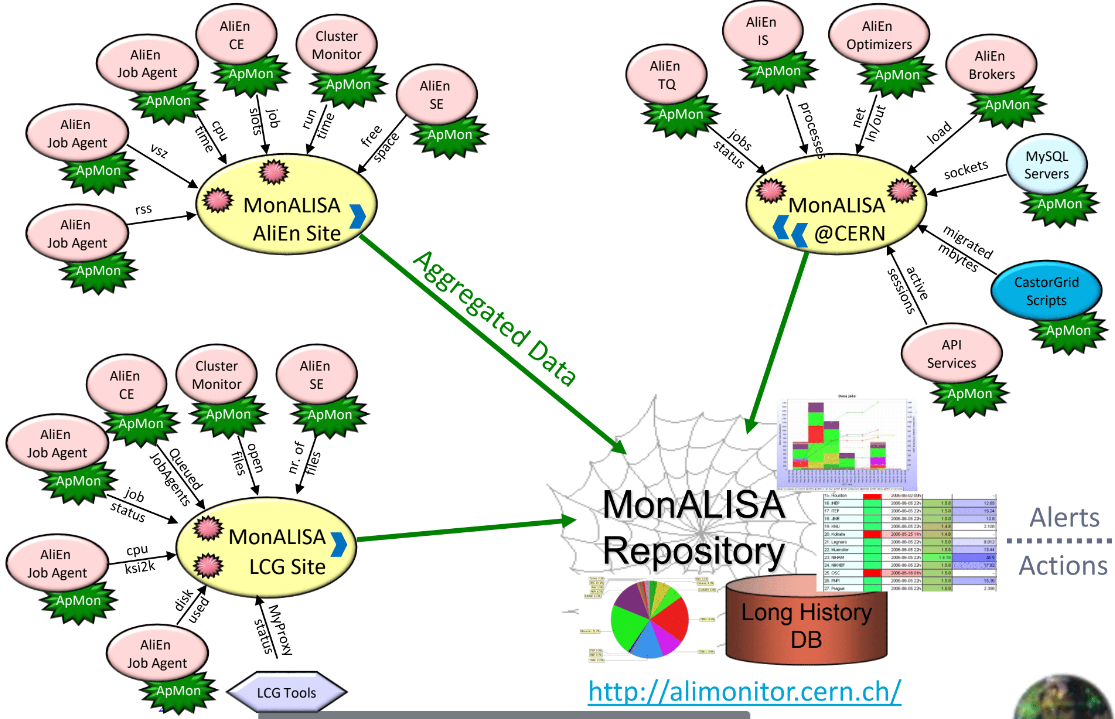 AliEn
Job Agent
ApMon
AliEn
CE
ApMon
Cluster
Monitor
ApMon
AliEn
SE
ApMon
AliEn
Job Agent
ApMon
AliEn
Job Agent
ApMon
cpu
time
job
slots
run
time
free
space
vsz
rss
MonALISA
AliEn Site
AliEn
TQ
ApMon
AliEn
IS
ApMon
AliEn
Optimizers
ApMon
AliEn
Brokers
ApMon
MySQL
Servers
ApMon
CastorGrid
Scripts
ApMon
API
Services
ApMon
jobs
status
processes
net
In/out
load
sockets
migrated
mbytes
active
sessions
MonALISA
@CERN
Aggregated Data
AliEn
CE
ApMon
Cluster
Monitor
ApMon
AliEn
SE
ApMon
AliEn
Job Agent
ApMon
AliEn
Job Agent
ApMon
AliEn
Job Agent
ApMon
LCG Tools
Queued
JobAgents
open
files
nr. of
files
job
status
cpu
ksi2k
disk
used
MyProxy
status
MonALISA
LCG Site
MonALISA
Repository
Long History
DB
Alerts
Actions
http://alimonitor.cern.ch/